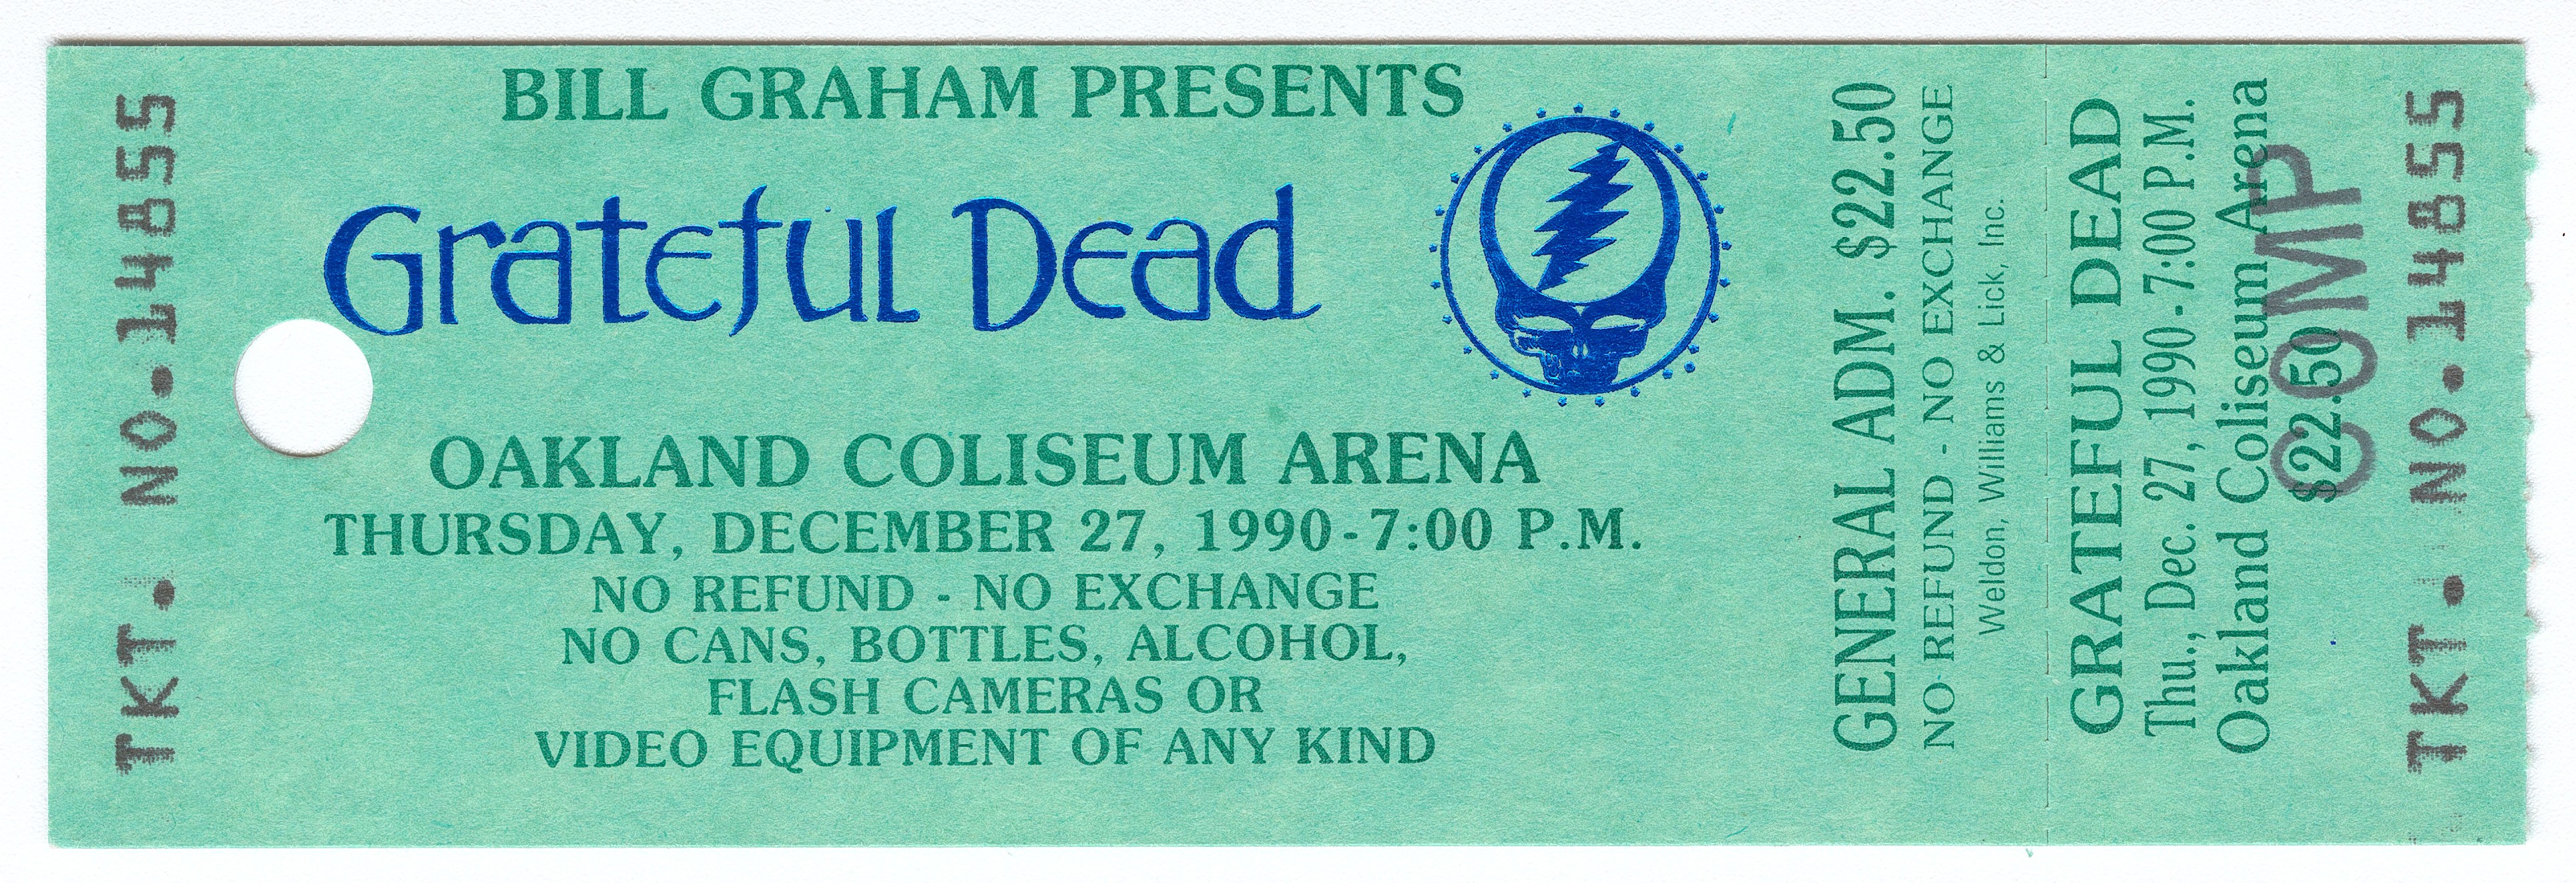 TKT. NO. 14855
BILL GRAHAM PRESENTS
Grateful Dead
OAKLAND COLISEUM ARENA
THURSDAY, DECEMBER 27, 1990-7:00 P.M.
NO REFUND - NO EXCHANGE
NO CANS, BOTTLES, ALCOHOL,
FLASH CAMERAS OR
VIDEO EQUIPMENT OF ANY KIND
GENERAL ADM. $22.50
NO REFUND - NO EXCHANGE
Weldon, Williams & Lick, Inc.
GRATEFUL DEAD
Thu., Dec. 27, 1990-7:00 P.M.
Oakland Coliseum Arena
$22.50
COMP
TKT. NO. 14855